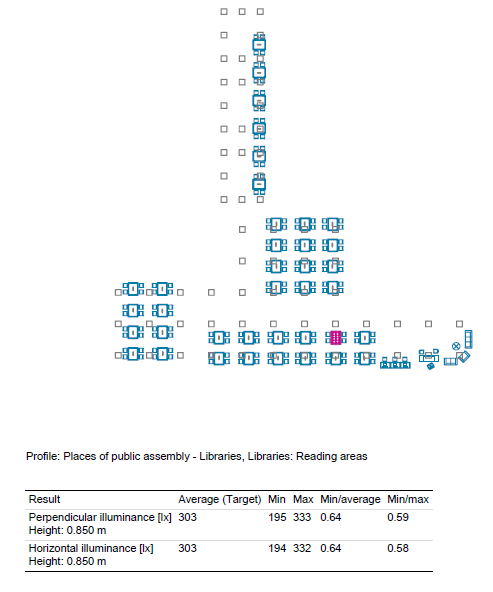 Profile: Places of public assembly - Libraries, Libraries: Reading areas
Result Average (Target) Min Max Min/average Min/max
Perpendicular illuminance [lx] 303 195 333 0.64 0.59
Height: 0.850 m
Horizontal illuminance [lx] 303 194 332 0.64 0.58
Height: 0.850 m